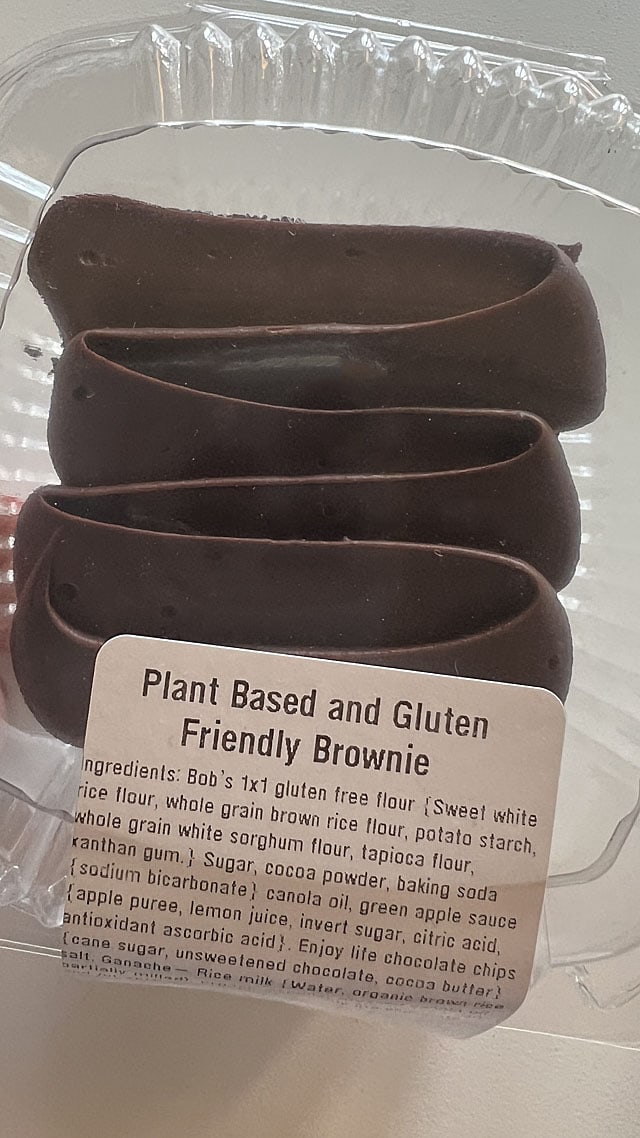 Plant Based and Gluten
Friendly Brownie
ngredients: Bob's 1x1 gluten free flour {Sweet white
rice flour, whole grain brown rice flour, potato starch,
whole grain white sorghum flour, tapioca flour,
xanthan gum.} Sugar, cocoa powder, baking soda
{sodium bicarbonate} canola oil, green apple sauce
{apple puree, lemon juice, invert sugar, citric acid,
antioxidant ascorbic acid}. Enjoy life chocolate chips
{cane sugar, unsweetened chocolate, cocoa butter}
salt, Ganache – Rice milk {Water, organic brown rice
partially milled}